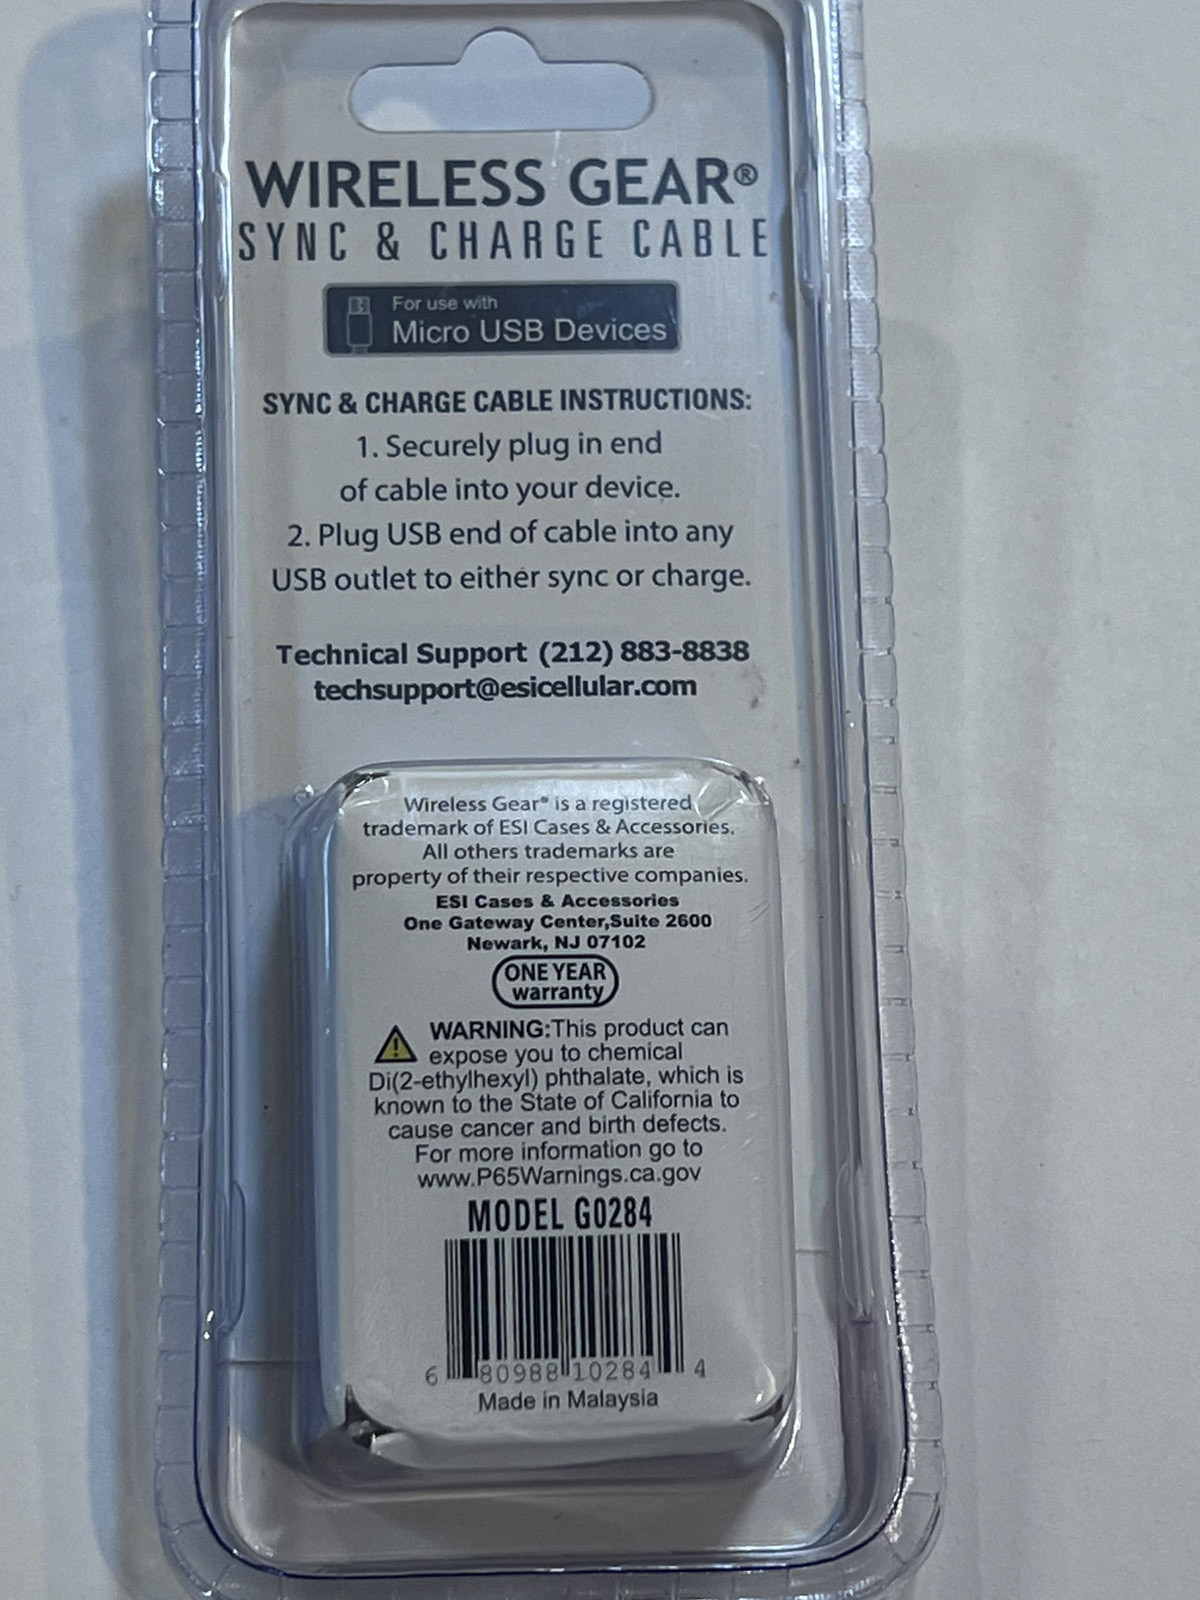 WIRELESS GEAR®
SYNC & CHARGE CABLE
For use with
Micro USB Devices
SYNC & CHARGE CABLE INSTRUCTIONS:
1. Securely plug in end
of cable into your device.
2. Plug USB end of cable into any
USB outlet to either sync or charge.
Technical Support (212) 883-8838
techsupport@esicellular.com
Wireless Gear® is a registered
trademark of ESI Cases & Accessories.
All others trademarks are
property of their respective companies.
ESI Cases & Accessories
One Gateway Center,Suite 2600
Newark, NJ 07102
ONE YEAR
warranty
WARNING:This product can
expose you to chemical
Di(2-ethylhexyl) phthalate, which is
known to the State of California to
cause cancer and birth defects.
For more information go to
www.P65Warnings.ca.gov
MODEL G0284
6 80988 10284 4
Made in Malaysia